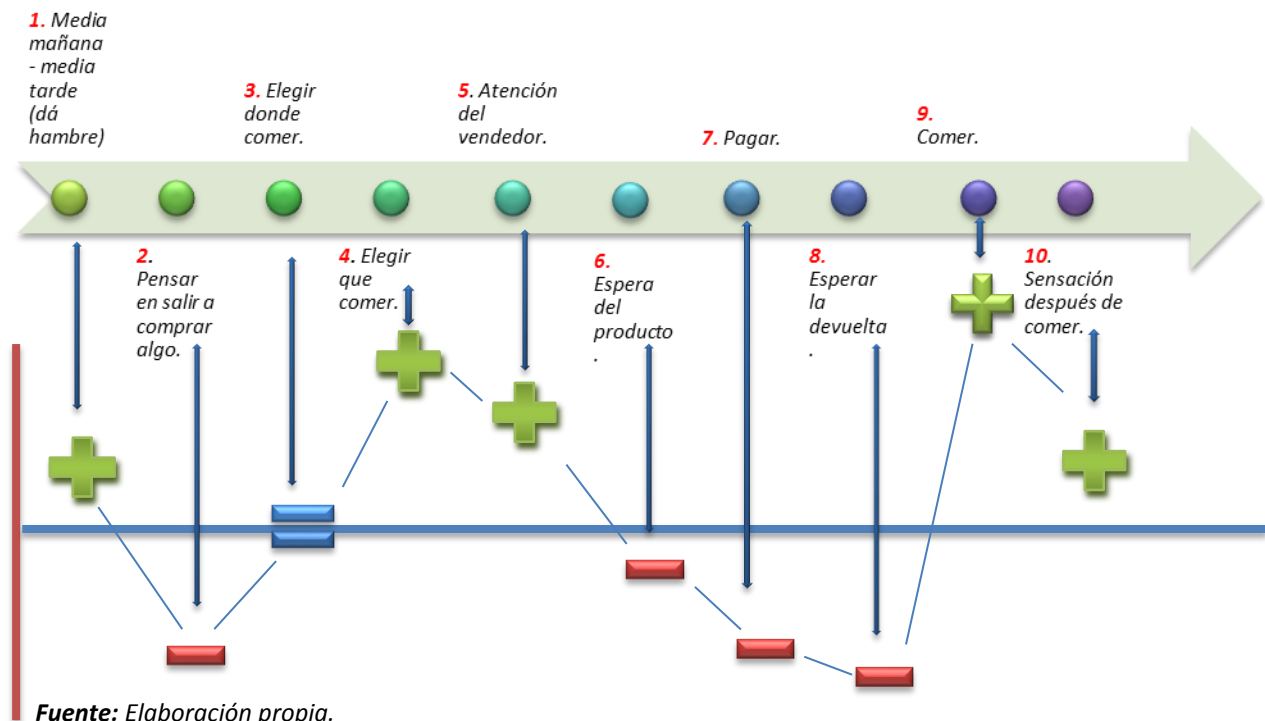 1. Media
mañana
- media
tarde
(dá
hambre)
2.
Pensar
en salir a
comprar
algo.
3. Elegir
donde
comer.
4. Elegir
que
comer.
5. Atención
del
vendedor.
6.
Espera
del
producto
.
7. Pagar.
8.
Esperar
la
devuelta
.
9.
Comer.
10.
Sensación
después de
comer.
Fuente: Elaboración propia.